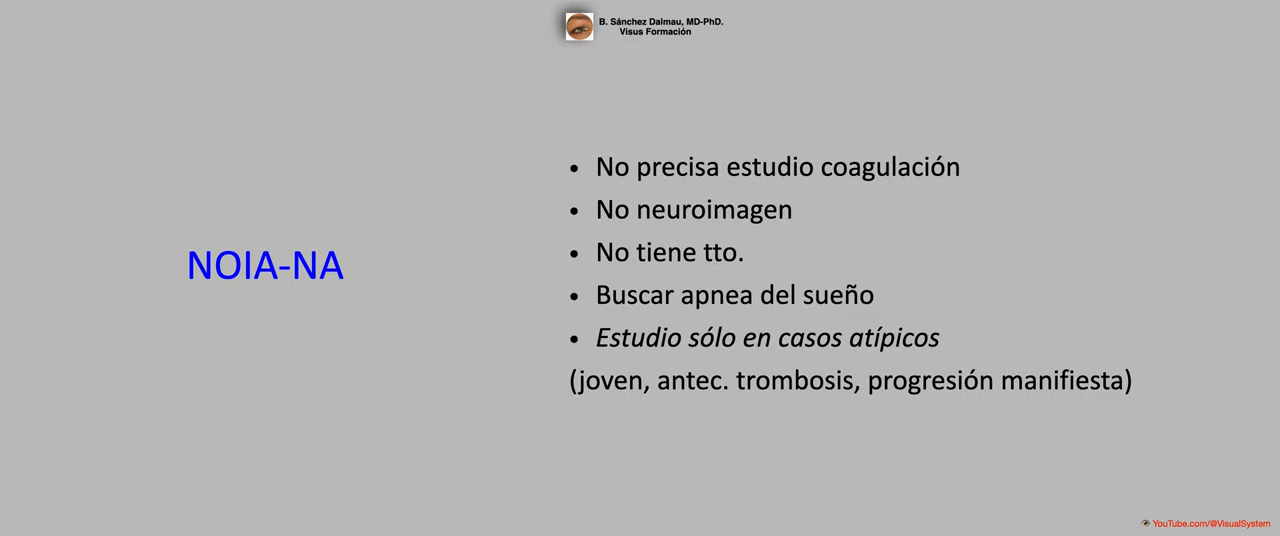 B. Sánchez Dalmau, MD-PhD.
Visus Formación
NOIA-NA
• No precisa estudio coagulación
• No neuroimagen
• No tiene tto.
• Buscar apnea del sueño
• Estudio sólo en casos atípicos
(joven, antec. trombosis, progresión manifiesta)
YouTube.com/@VisualSystem